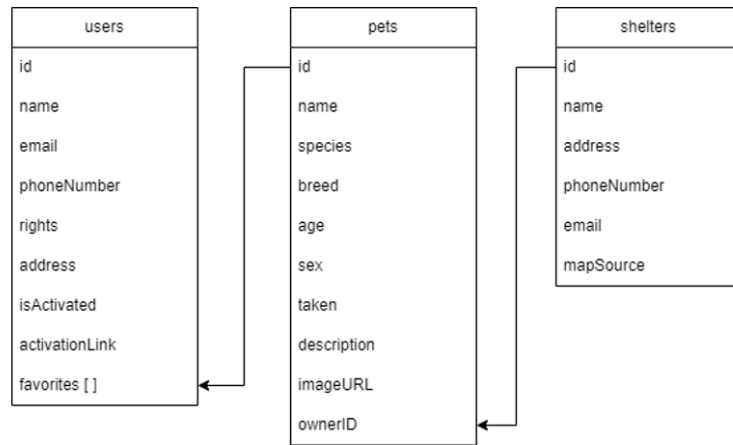 users
id
name
email
phoneNumber
rights
address
isActivated
activationLink
favorites [ ]
pets
id
name
species
breed
age
sex
taken
description
imageURL
ownerID
shelters
id
name
address
phoneNumber
email
mapSource